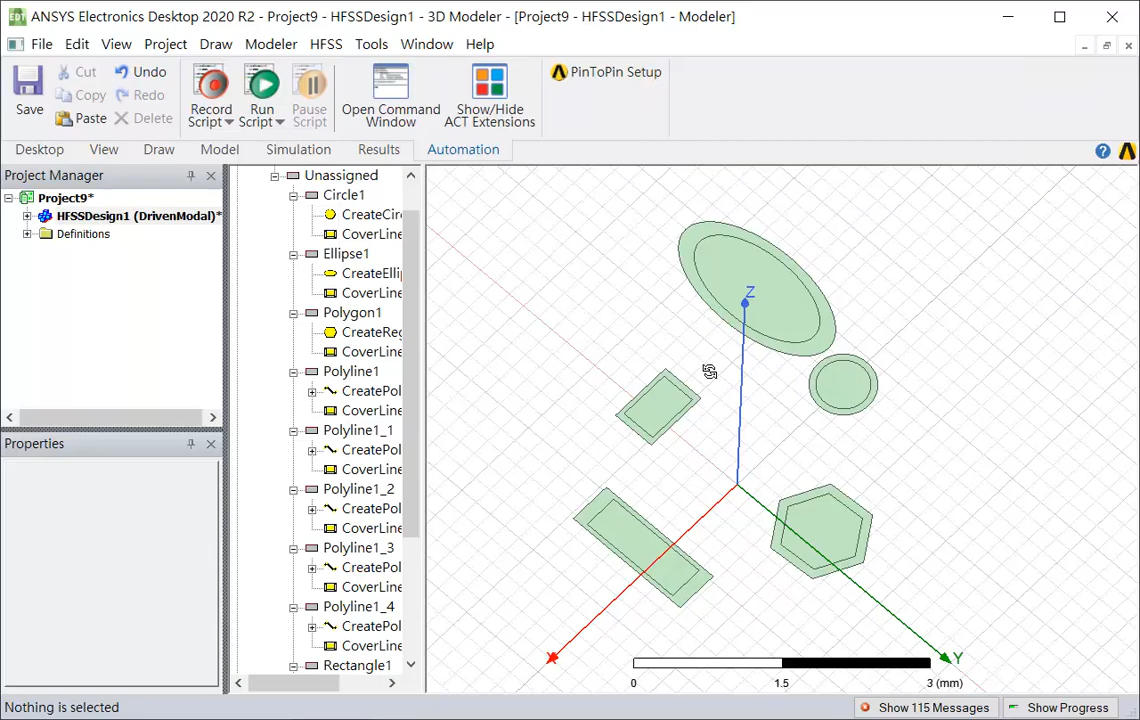 EDT ANSYS Electronics Desktop 2020 R2 - Project9 - HFSSDesign1 - 3D Modeler - [Project9 - HFSSDesign1 - Modeler]
File Edit View Project Draw Modeler HFSS Tools Window Help
Save
Cut
Copy
Paste
Undo
Redo
Delete
Record
Script
Run
Script
Pause
Script
Open Command
Window
Show/Hide
ACT Extensions
PinToPin Setup
Desktop View Draw Model Simulation Results Automation
Project Manager
Project9*
HFSSDesign1 (DrivenModal)*
Definitions
Properties
Unassigned
Circle1
CreateCir
CoverLine
Ellipse1
CreateElli
CoverLine
Polygon1
CreateReg
CoverLine
Polyline1
CreatePol
CoverLine
Polyline1_1
CreatePol
CoverLine
Polyline1_2
CreatePol
CoverLine
Polyline1_3
CreatePol
CoverLine
Polyline1_4
CreatePol
CoverLine
Rectangle1
Z
X
Y
0 1.5 3 (mm)
Nothing is selected
Show 115 Messages
Show Progress